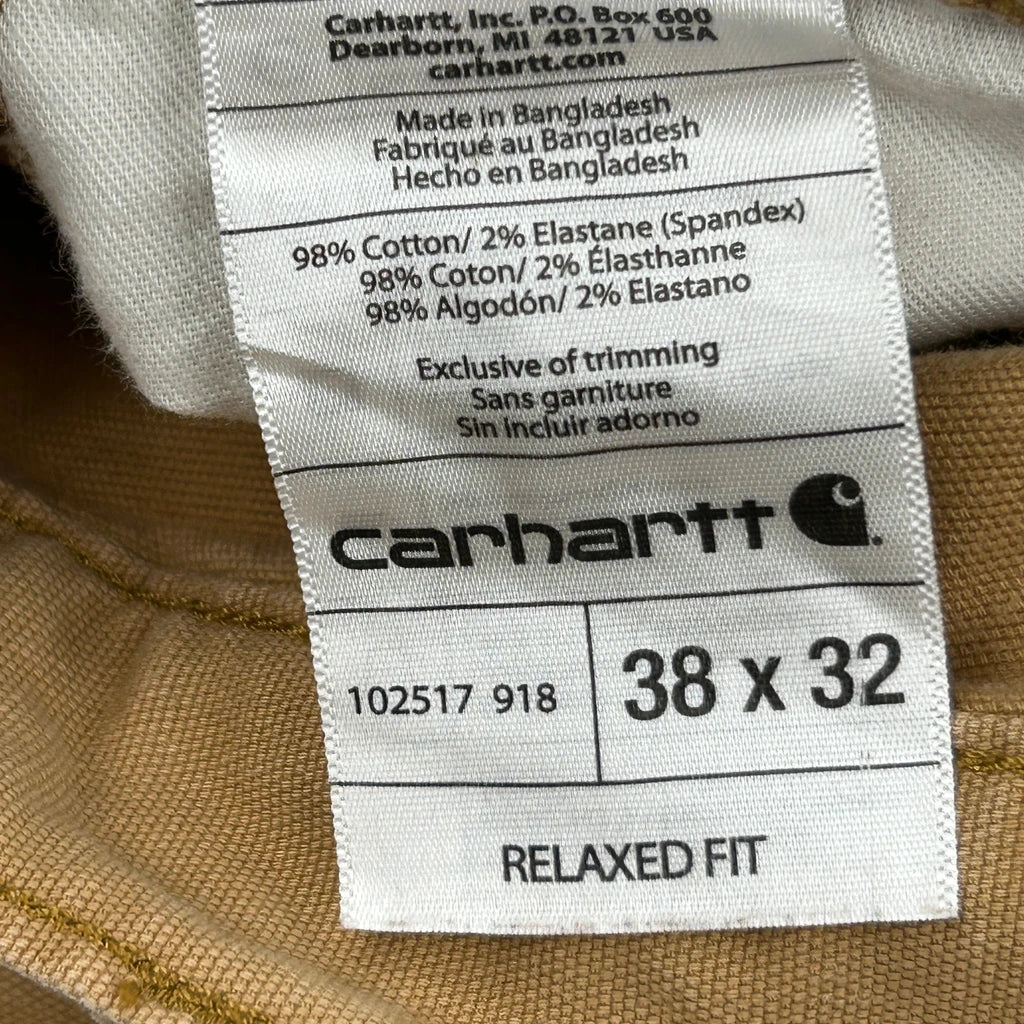 Carhartt, Inc. P.O. Box 600
Dearborn, MI 48121 USA
carhartt.com
Made in Bangladesh
Fabriqué au Bangladesh
Hecho en Bangladesh
98% Cotton/ 2% Elastane (Spandex)
98% Coton/ 2% Élasthanne
98% Algodón/ 2% Elastano
Exclusive of trimming
Sans garniture
Sin incluir adorno
carhartt
102517 918
38 x 32
RELAXED FIT